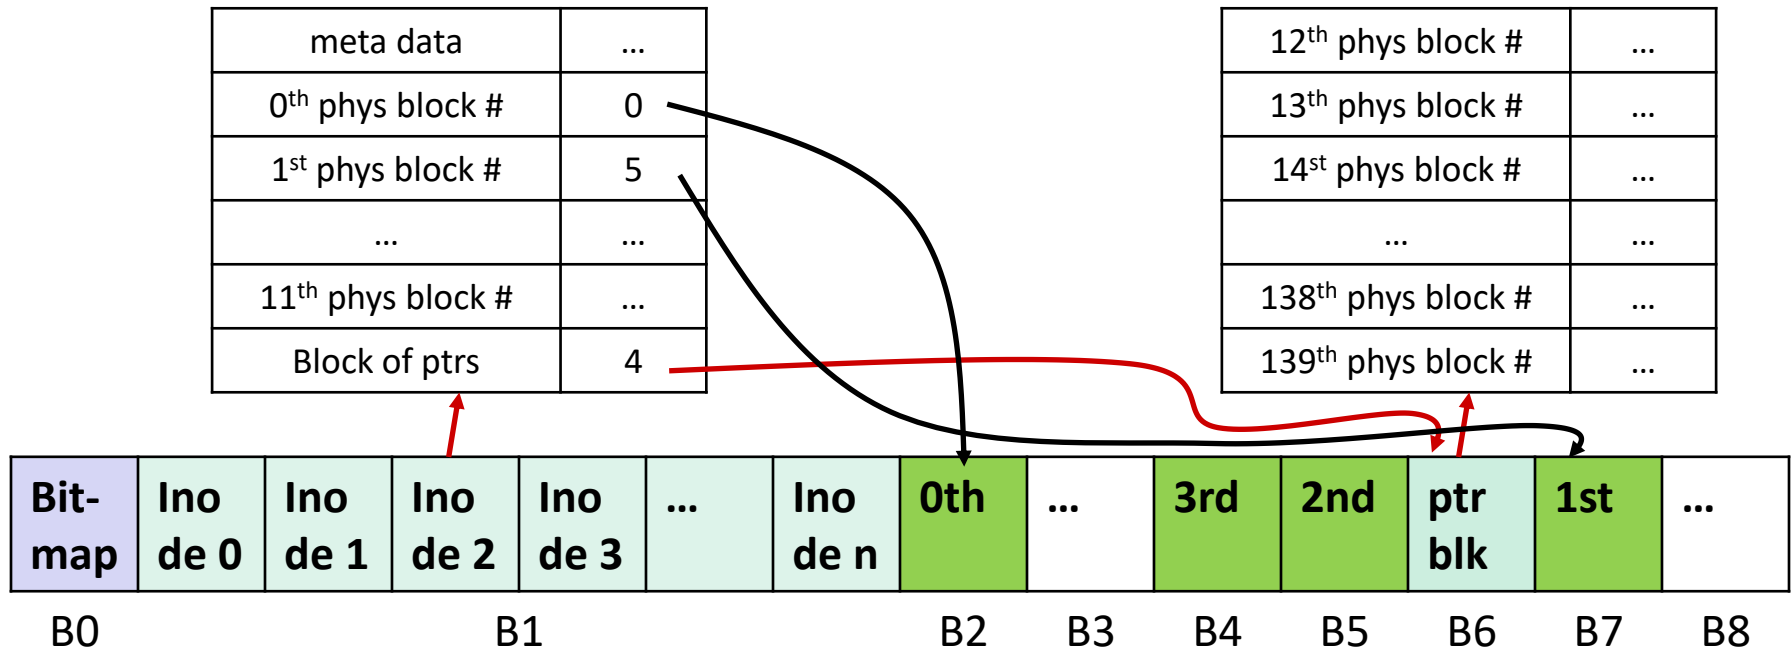 meta data ...
0th phys block # 0
1st phys block # 5
... ...
11th phys block # ...
Block of ptrs 4
12th phys block # ...
13th phys block # ...
14st phys block # ...
... ...
138th phys block # ...
139th phys block # ...
Bit- Ino Ino Ino Ino ... Ino 0th ... 3rd 2nd ptr 1st ...
map de 0 de 1 de 2 de 3 de n blk
B0 B1 B2 B3 B4 B5 B6 B7 B8